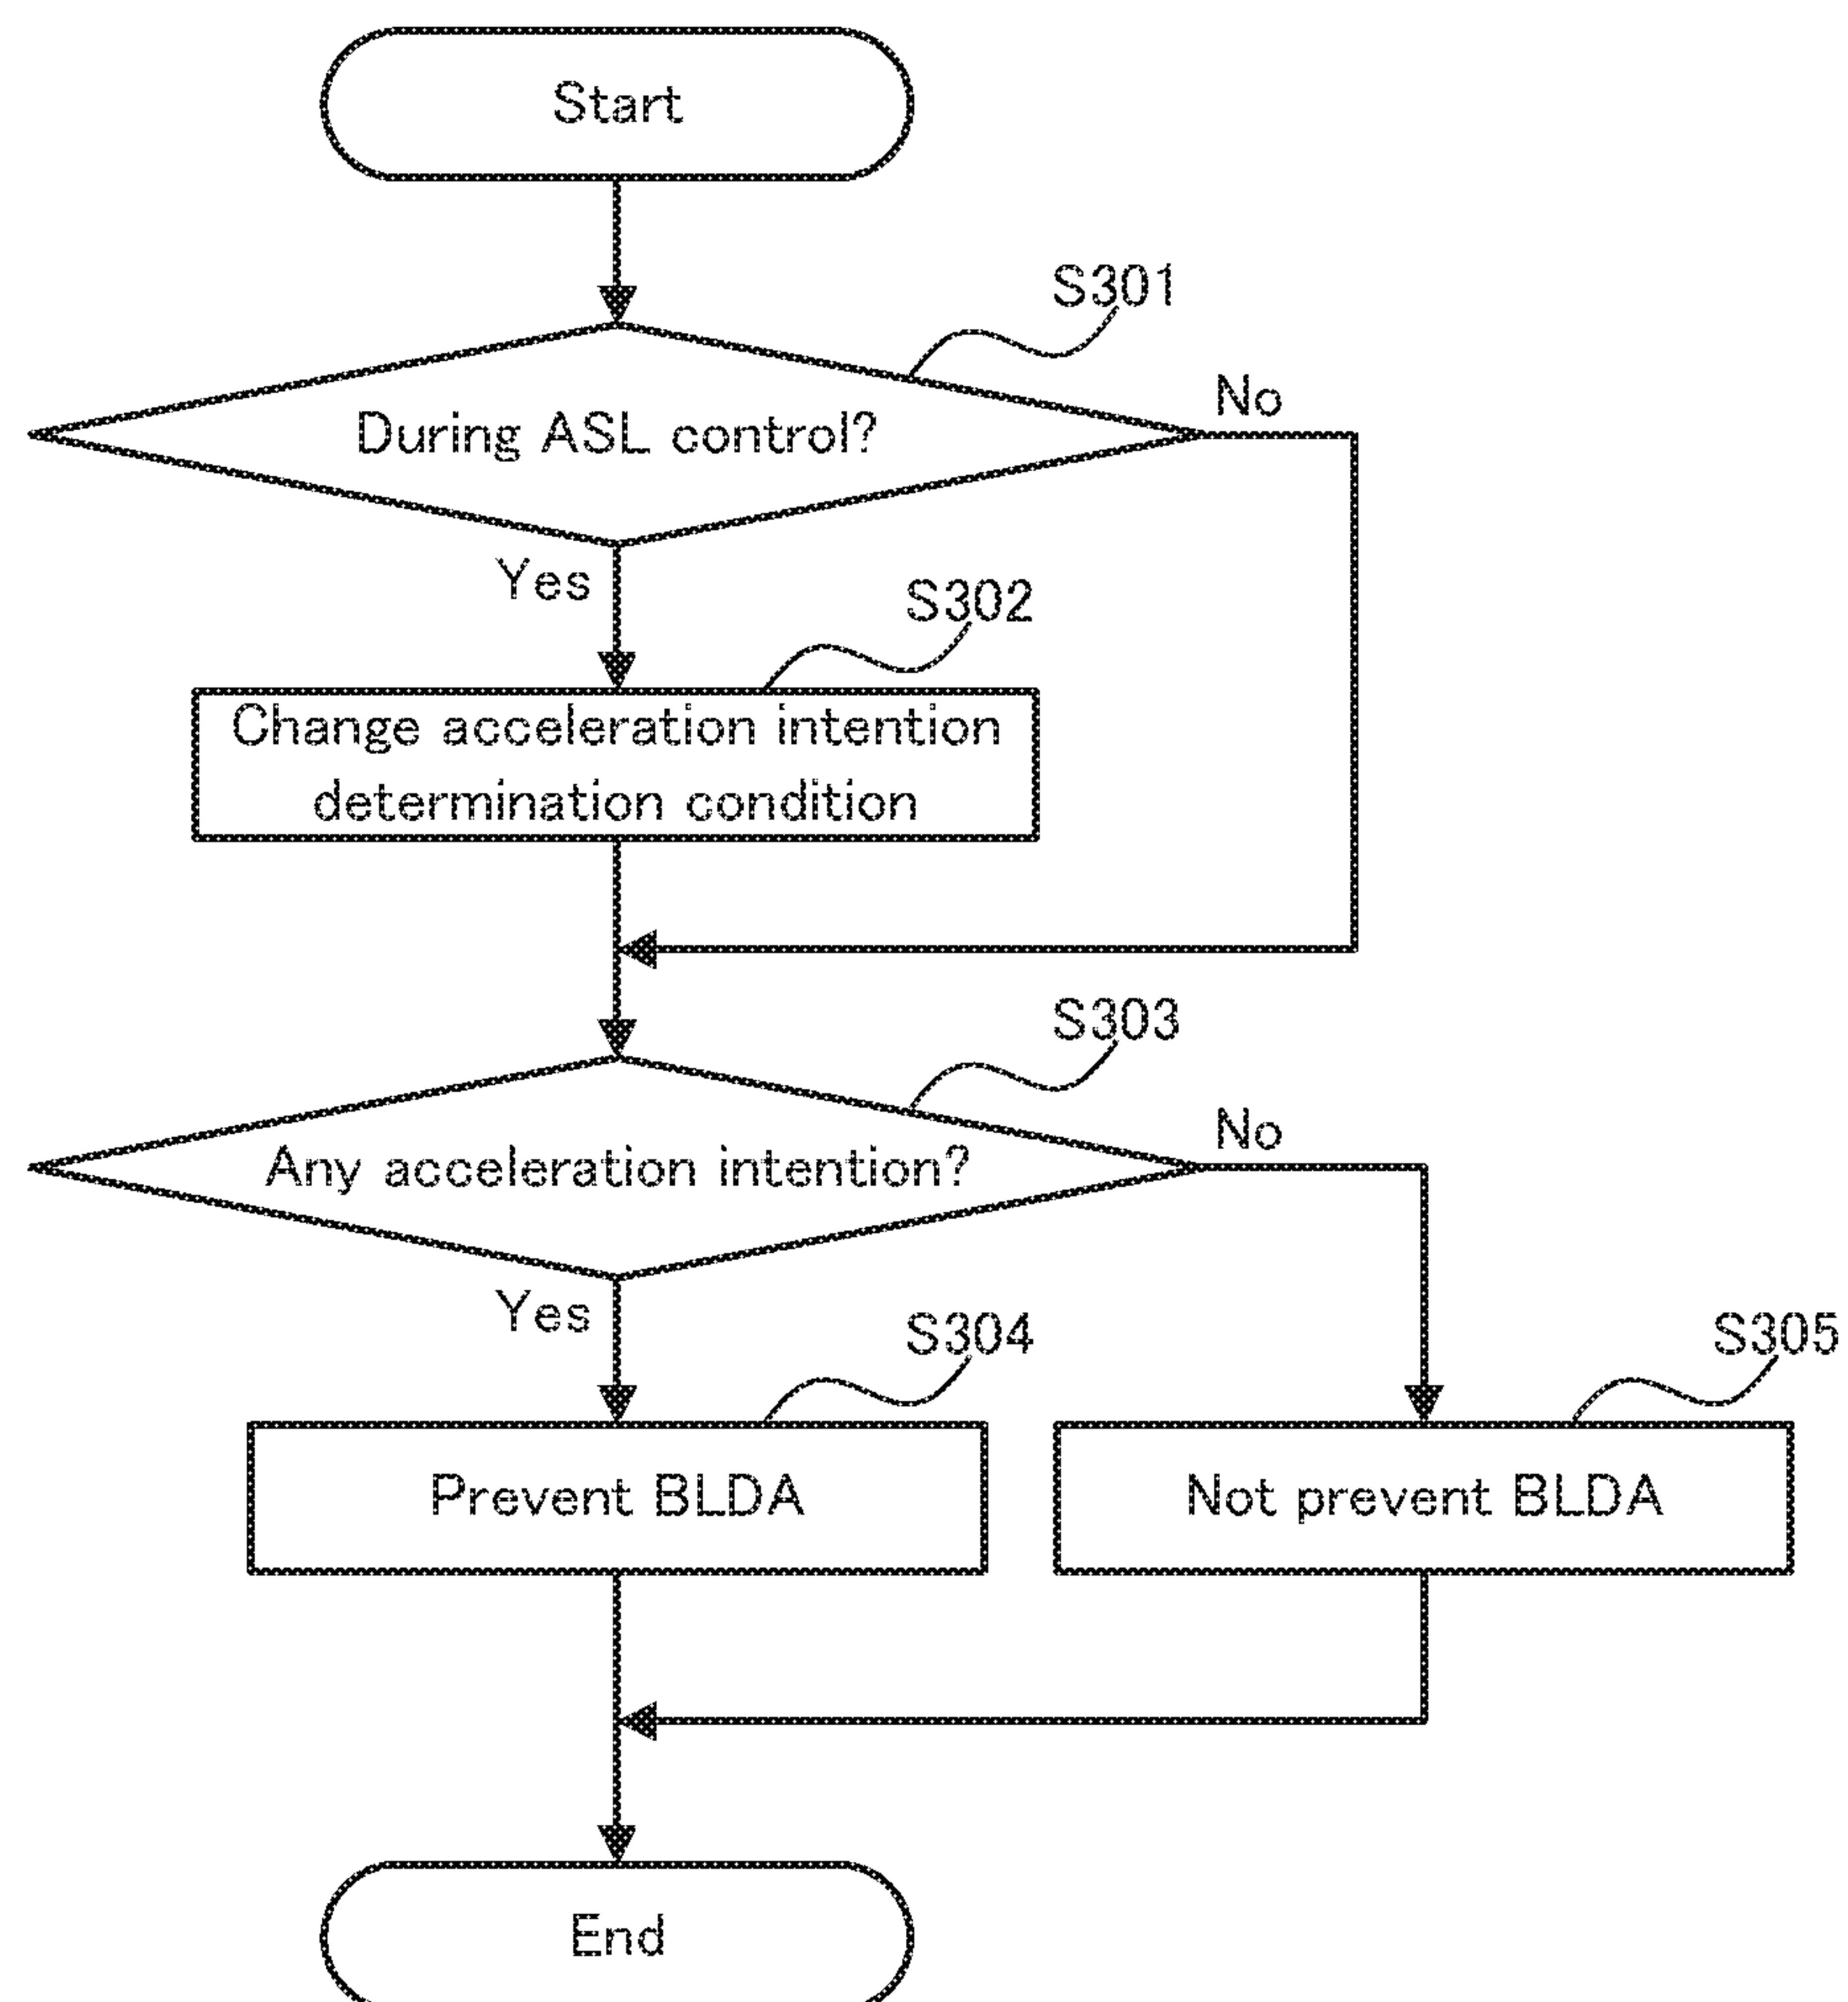 Start
S301
During ASL control?
No
Yes
S302
Change acceleration intention
determination condition
S303
Any acceleration intention?
No
Yes
S304
S305
Prevent BLDA
Not prevent BLDA
End